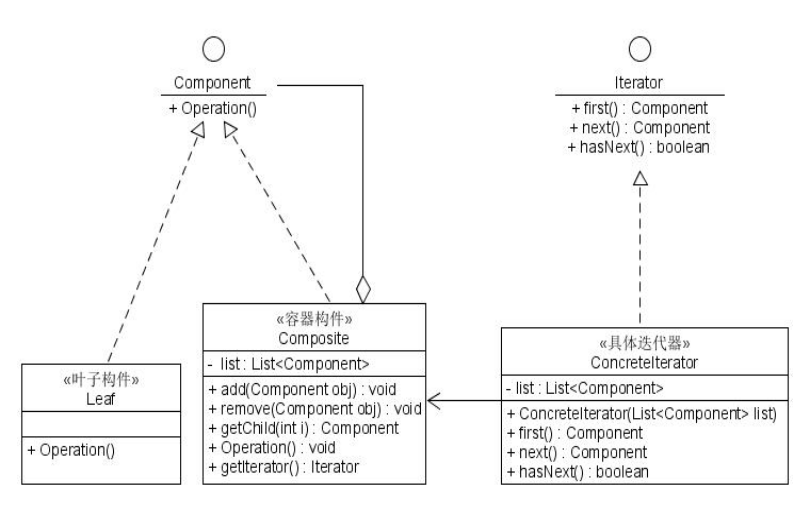 Component
+ Operation()
Iterator
+ first() : Component
+ next() : Component
+ hasNext() : boolean
«叶子构件»
Leaf
+ Operation()
«容器构件»
Composite
- list : List<Component>
+ add(Component obj) : void
+ remove(Component obj) : void
+ getChild(int i) : Component
+ Operation() : void
+ getIterator() : Iterator
«具体迭代器»
ConcreteIterator
- list : List<Component>
+ ConcreteIterator(List<Component> list)
+ first() : Component
+ next() : Component
+ hasNext() : boolean